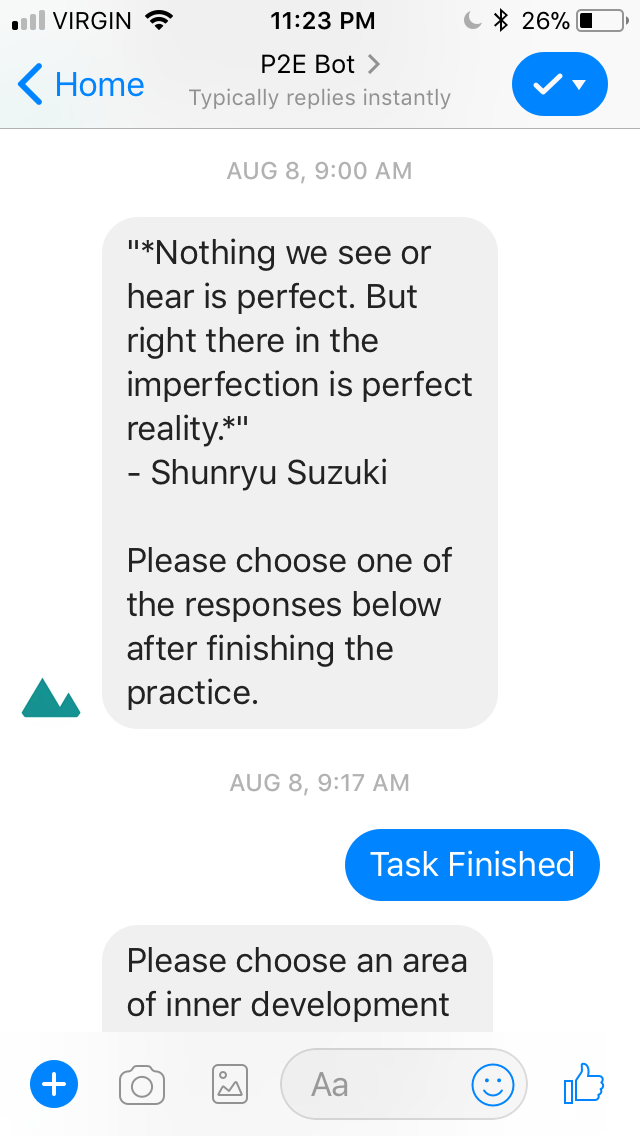 VIRGIN 11:23 PM 26%
Home P2E Bot
Typically replies instantly
AUG 8, 9:00 AM
"*Nothing we see or
hear is perfect. But
right there in the
imperfection is perfect
reality.*"
- Shunryu Suzuki
Please choose one of
the responses below
after finishing the
practice.
AUG 8, 9:17 AM
Task Finished
Please choose an area
of inner development
Aa